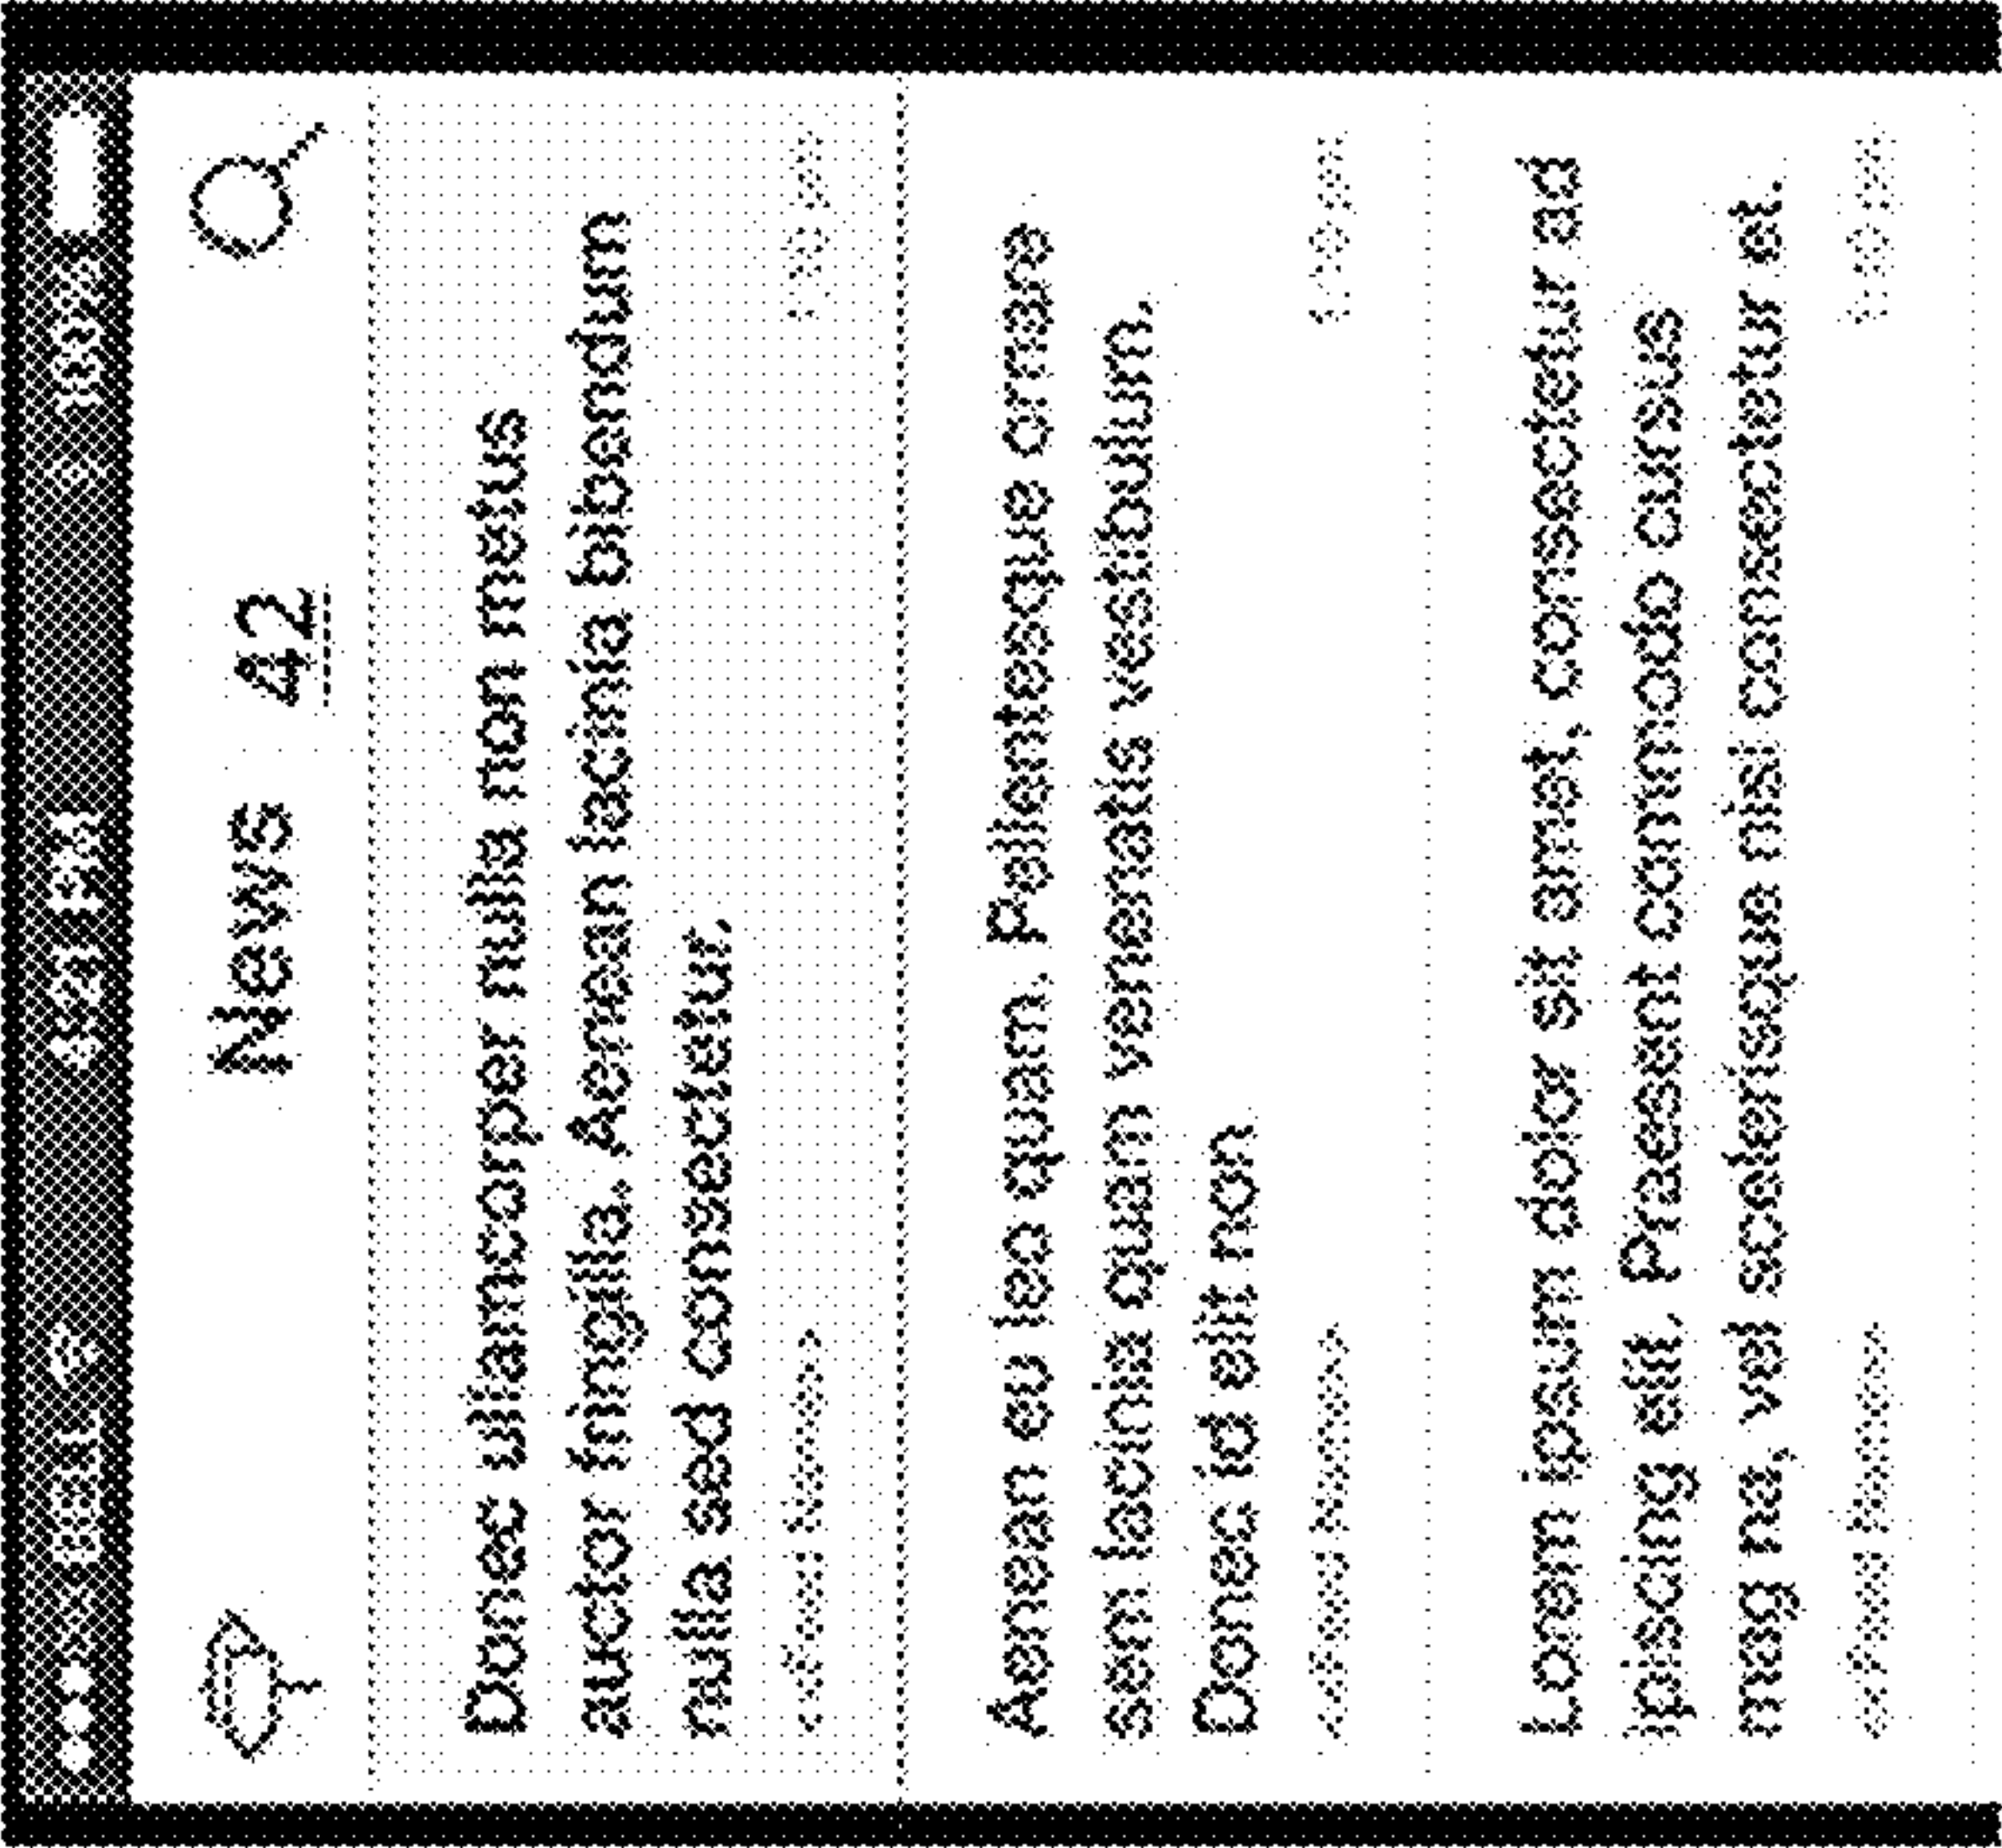 News 42
Donec ullamcorper nulla non metus
auctor fringilla. Aenean lacinia bibendum
nulla sed consectetur.
Aenean eu leo quam. Pellentesque ornare
sem lacinia quam venenatis vestibulum.
Donec id elit non
Lorem ipsum dolor sit amet, consectetur ad
ipiscing elit. Praesent commodo cursus
mag na, vel scelerisque nisl consectetur et.